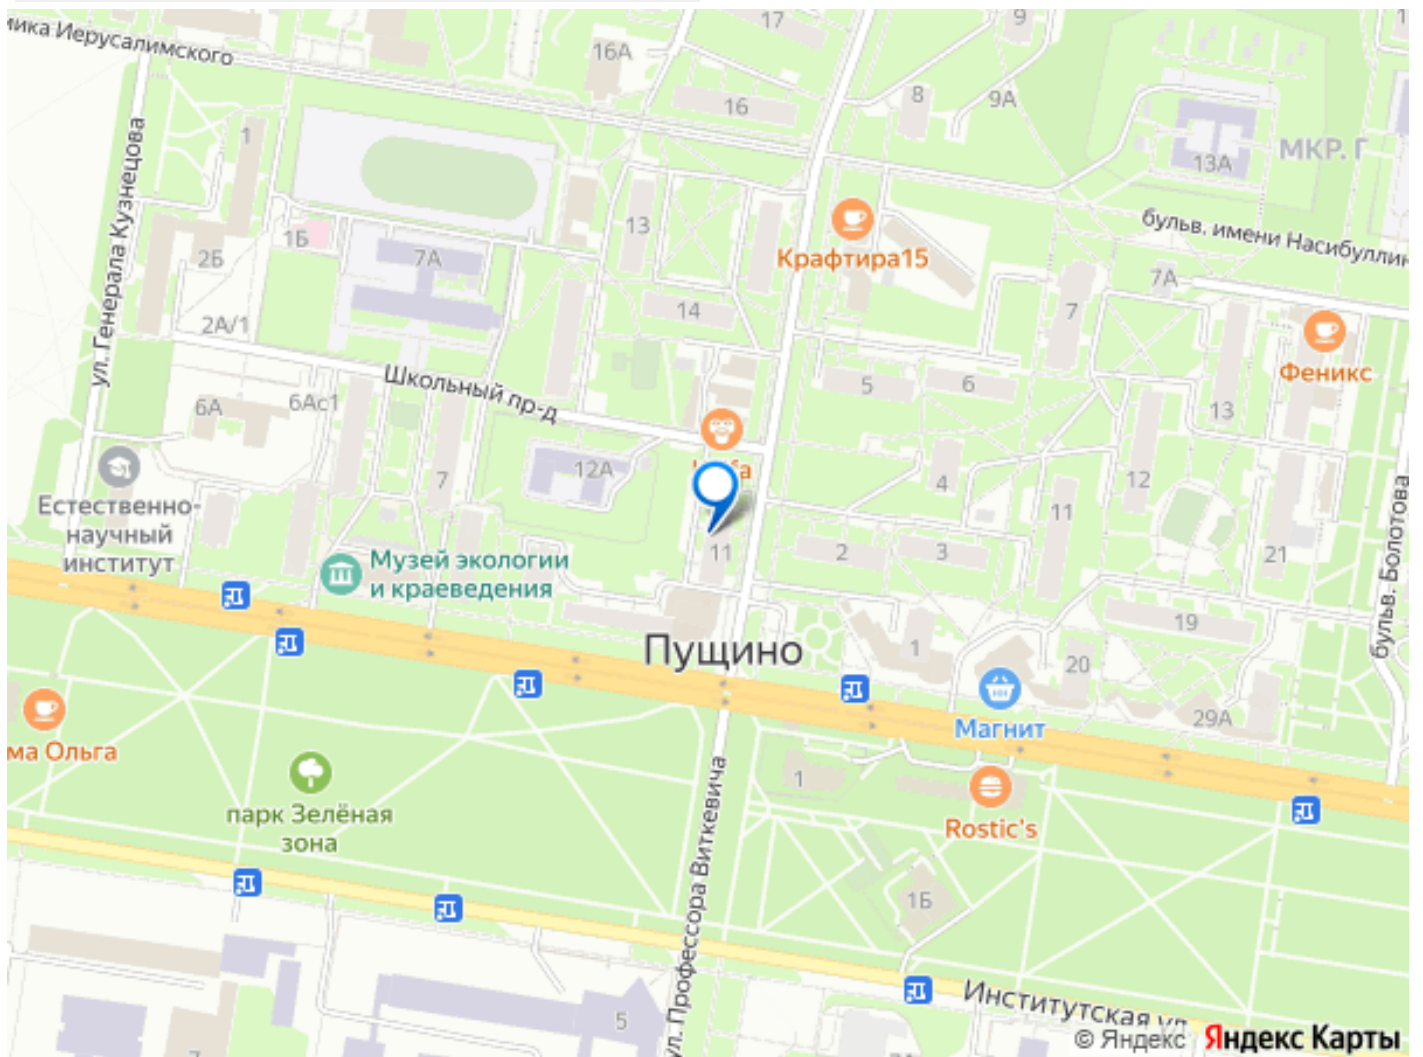 17
9
ика Иерусалимского
16А
16
8
9А
1
ул. Генерала Кузнецова
13А
МКР. Г
13
1Б
2Б
7А
Крафтира15
бульв. имени Насибуллин
7А
14
7
2А/1
Феникс
Школьный пр-д
5
6
6А
6Ас1
13
12А
7
4
12
11
Естественно-
научный
институт
Музей экологии
и краеведения
11
2
3
21
бульв. Болотова
19
Пущино
1
20
29А
Магнит
ма Ольга
1
парк Зелёная
зона
Rostic's
ул. Профессора Виткевича
1Б
5
Институтская ул
© Яндекс Яндекс Карты